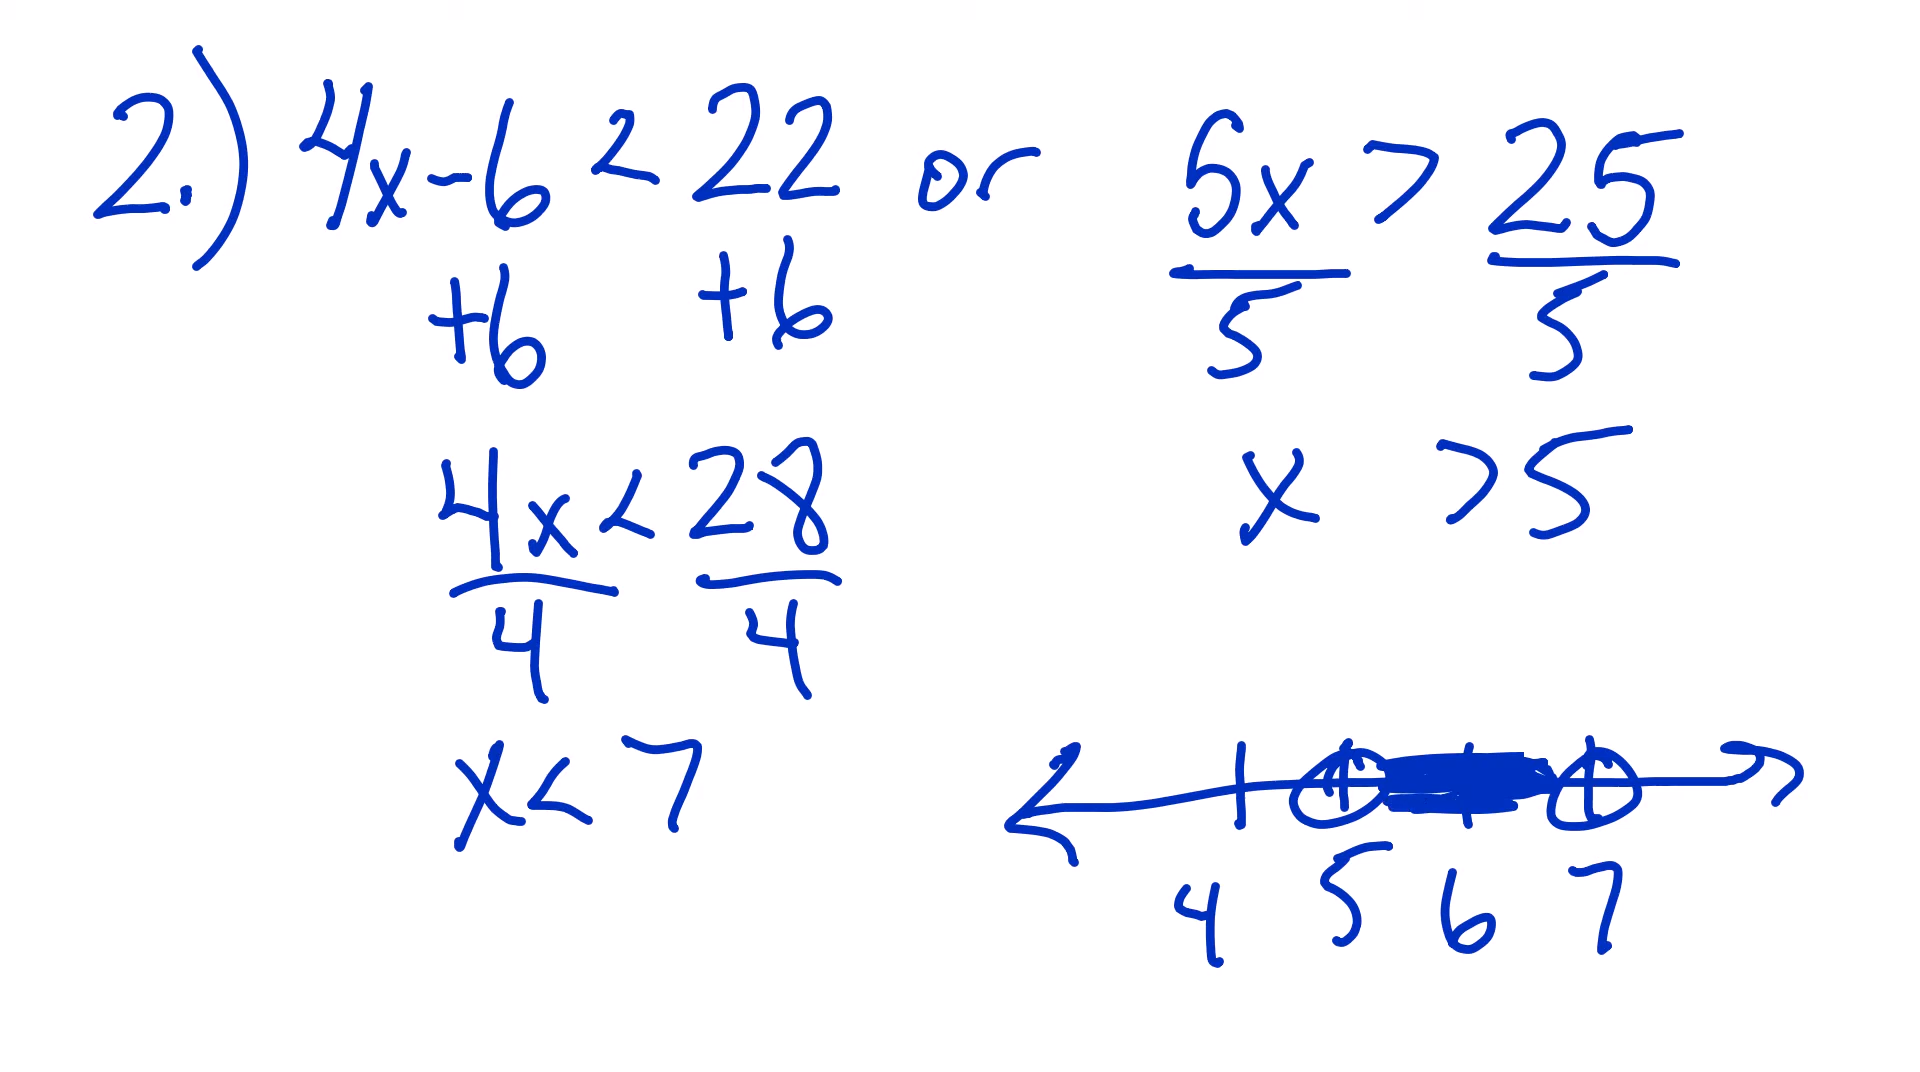 2.) 4x - 6 < 22 or 5x > 25
+6 +6 5 5
4x < 28 x > 5
4 4
x < 7
4 5 6 7